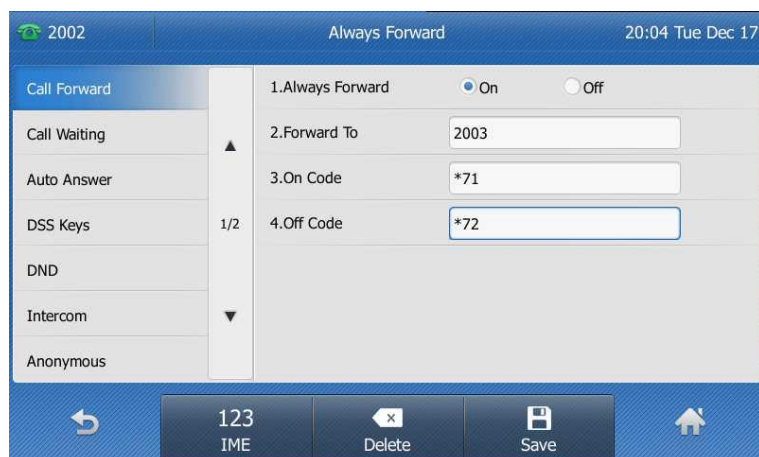 2002 Always Forward 20:04 Tue Dec 17
Call Forward
Call Waiting
Auto Answer
DSS Keys
DND
Intercom
Anonymous
1/2
1.Always Forward On Off
2.Forward To 2003
3.On Code *71
4.Off Code *72
123
IME
Delete
Save